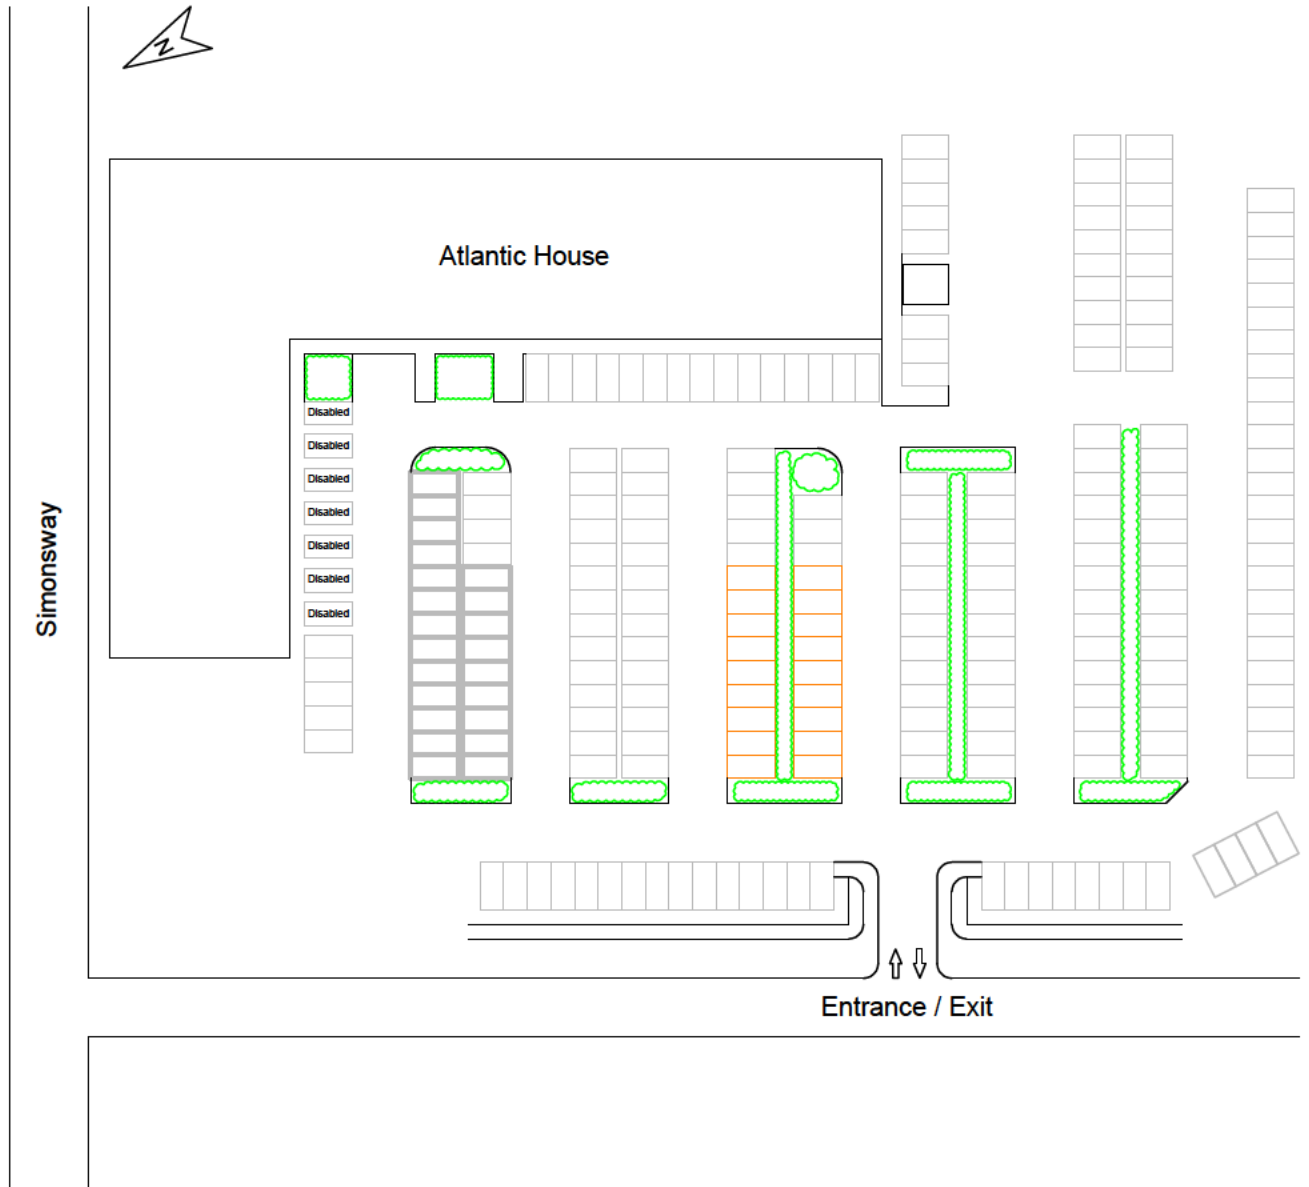 N
Atlantic House
Disabled
Disabled
Disabled
Disabled
Disabled
Disabled
Disabled
Simonsway
Entrance / Exit